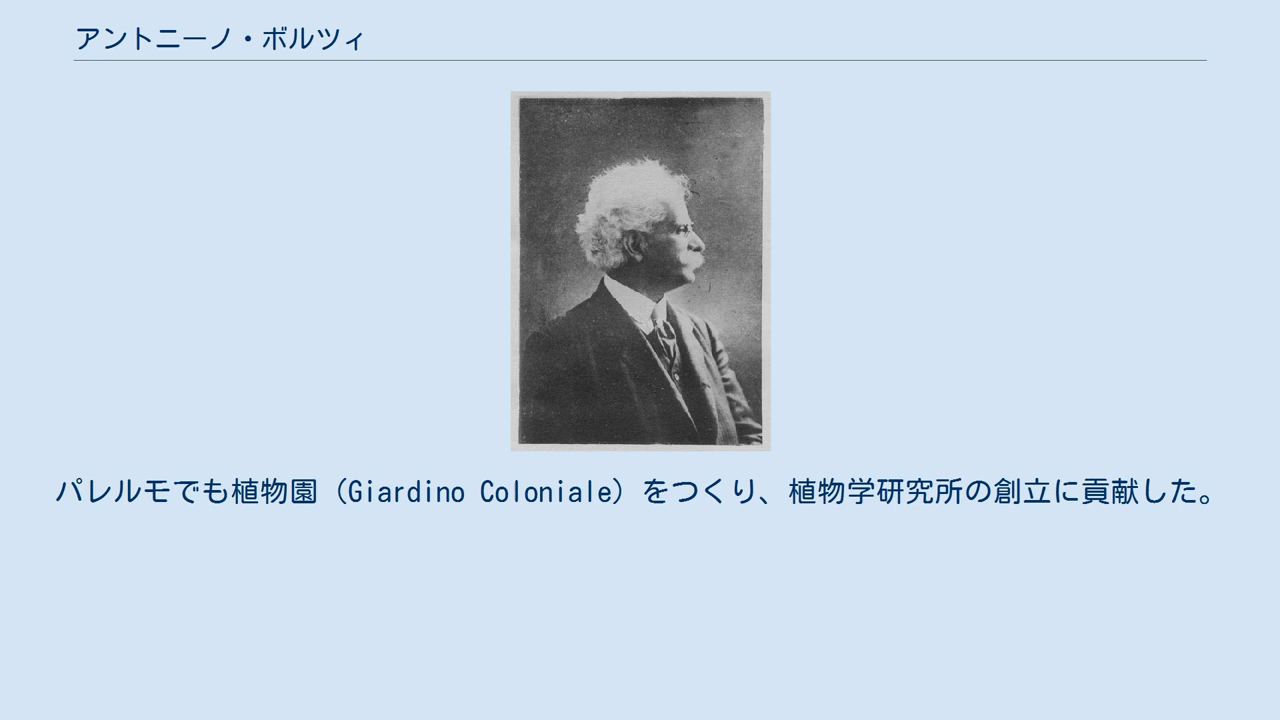 アントニーノ・ボルツィ
パレルモでも植物園（Giardino Coloniale）をつくり、植物学研究所の創立に貢献した。